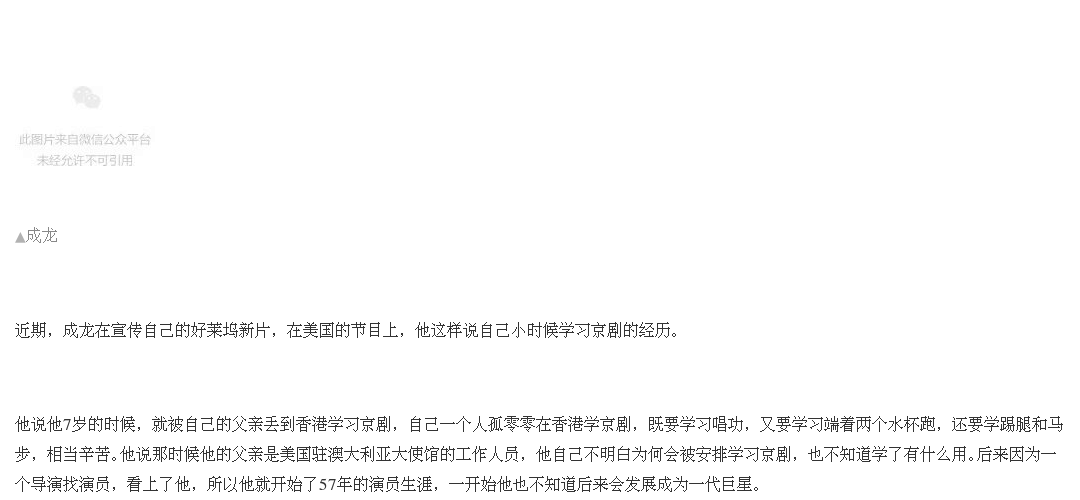 此图片来自微信公众平台
未经允许不可引用
▲成龙
近期，成龙在宣传自己的好莱坞新片，在美国的节目上，他这样说自己小时候学习京剧的经历。
他说他7岁的时候，就被自己的父亲丢到香港学习京剧，自己一个人孤零零在香港学京剧，既要学习唱功，又要学习端着两个水杯跑，还要学踢腿和马
步，相当辛苦。他说那时候他的父亲是美国驻澳大利亚大使馆的工作人员，他自己不明白为何会被安排学习京剧，也不知道学了有什么用。后来因为一
个导演找演员，看上了他，所以他就开始了57年的演员生涯，一开始他也不知道后来会发展成为一代巨星。